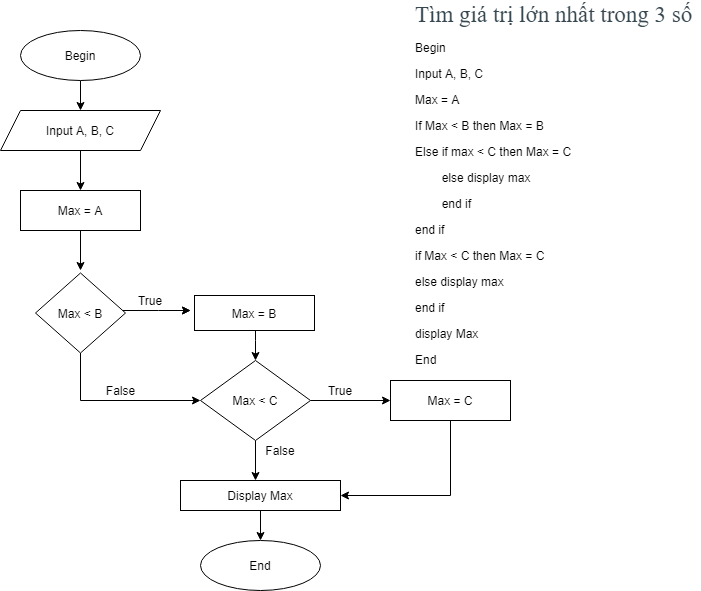 Tìm giá trị lớn nhất trong 3 số
Begin
Input A, B, C
Max = A
If Max < B then Max = B
Else if max < C then Max = C
else display max
end if
end if
if Max < C then Max = C
else display max
end if
display Max
End
Begin
Input A, B, C
Max = A
Max < B
True
Max = B
False
Max < C
True
Max = C
False
Display Max
End